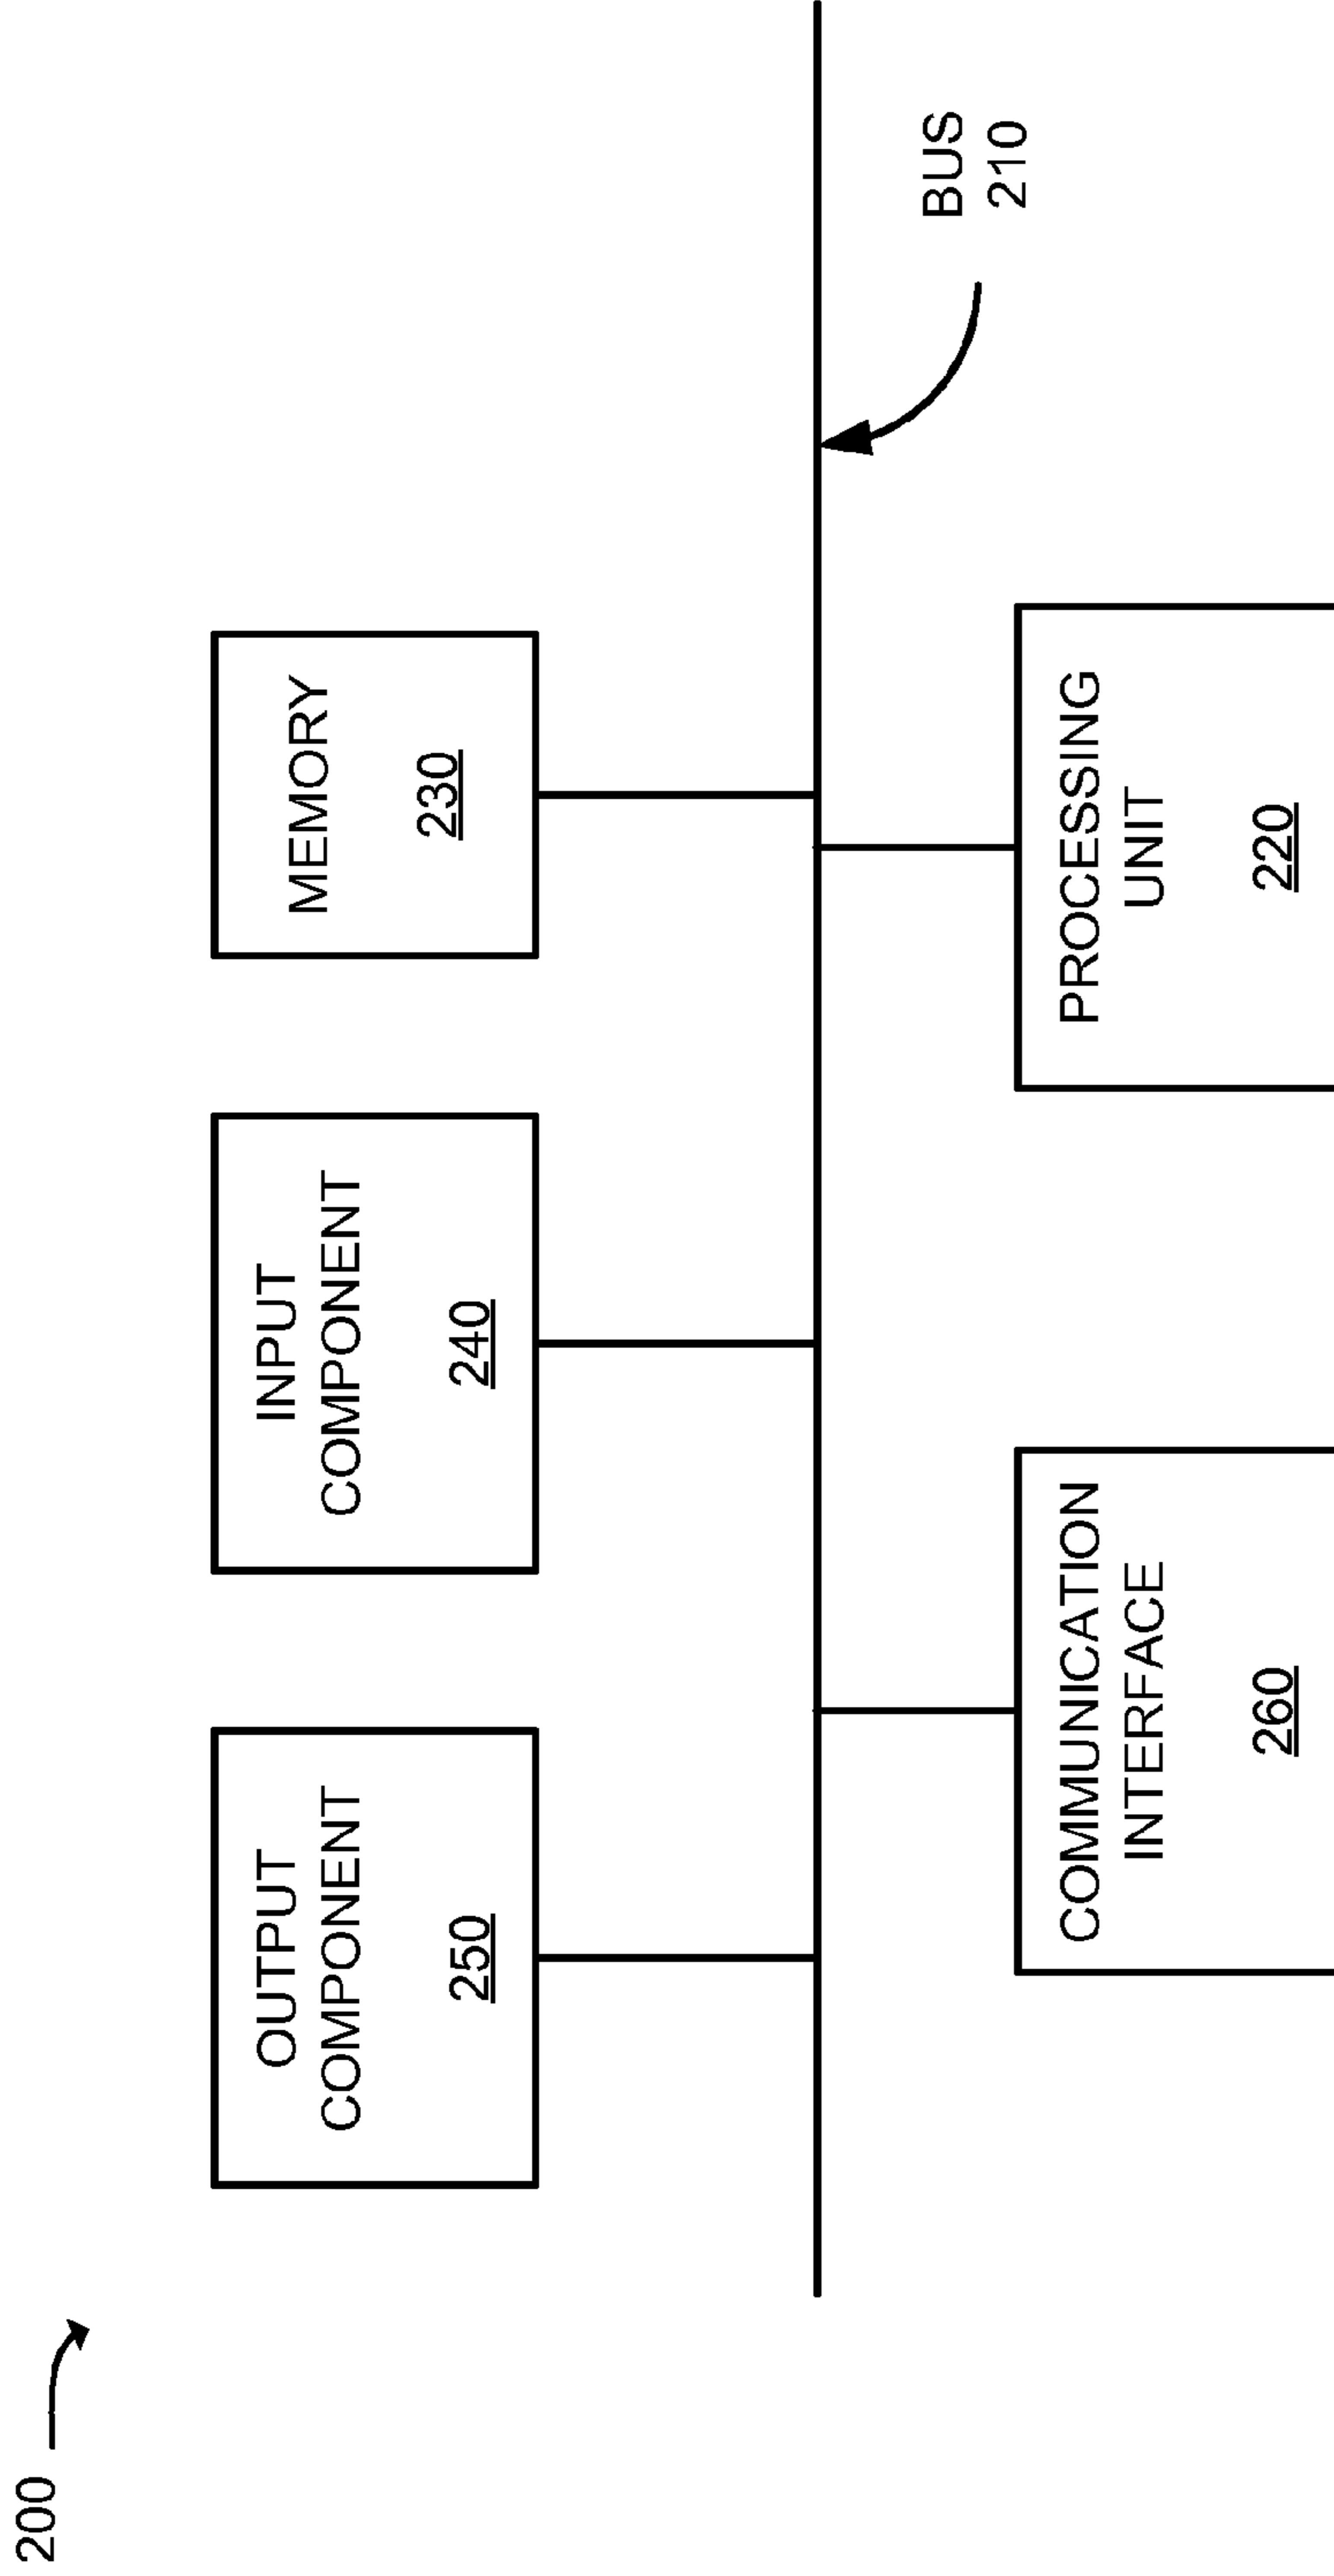 200
OUTPUT
COMPONENT
250
INPUT
COMPONENT
240
MEMORY
230
COMMUNICATION
INTERFACE
260
PROCESSING
UNIT
220
BUS
210